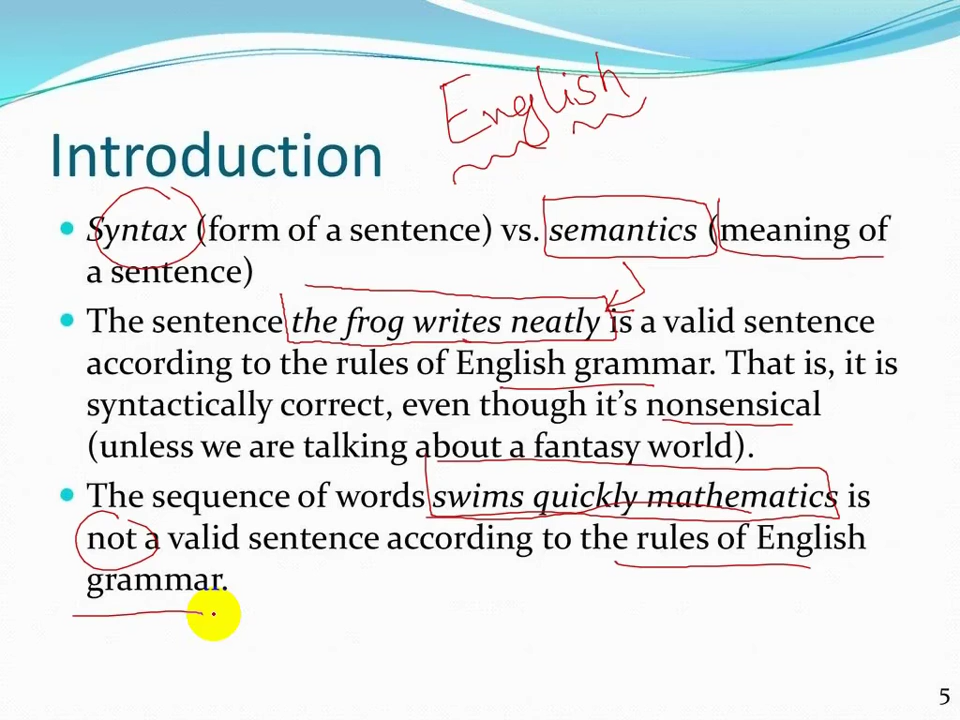 English
Introduction
• Syntax (form of a sentence) vs. semantics (meaning of
a sentence)
• The sentence the frog writes neatly is a valid sentence
according to the rules of English grammar. That is, it is
syntactically correct, even though it's nonsensical
(unless we are talking about a fantasy world).
• The sequence of words swims quickly mathematics is
not a valid sentence according to the rules of English
grammar.
5